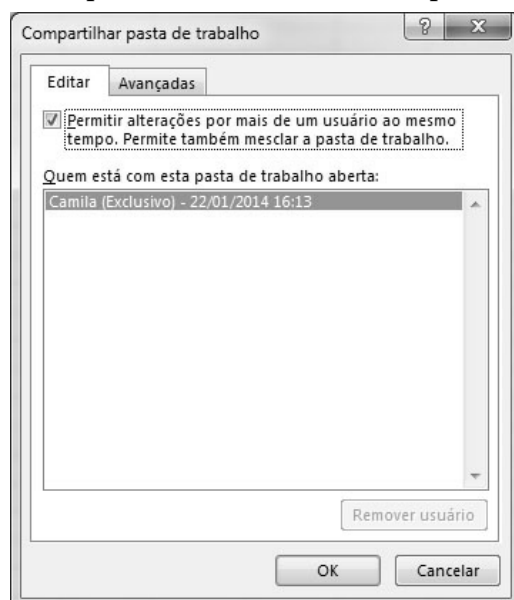 Compartilhar pasta de trabalho
Editar
Avançadas
Permitir alterações por mais de um usuário ao mesmo
tempo. Permite também mesclar a pasta de trabalho.
Quem está com esta pasta de trabalho aberta:
Camila (Exclusivo) - 22/01/2014 16:13
Remover usuário
OK
Cancelar